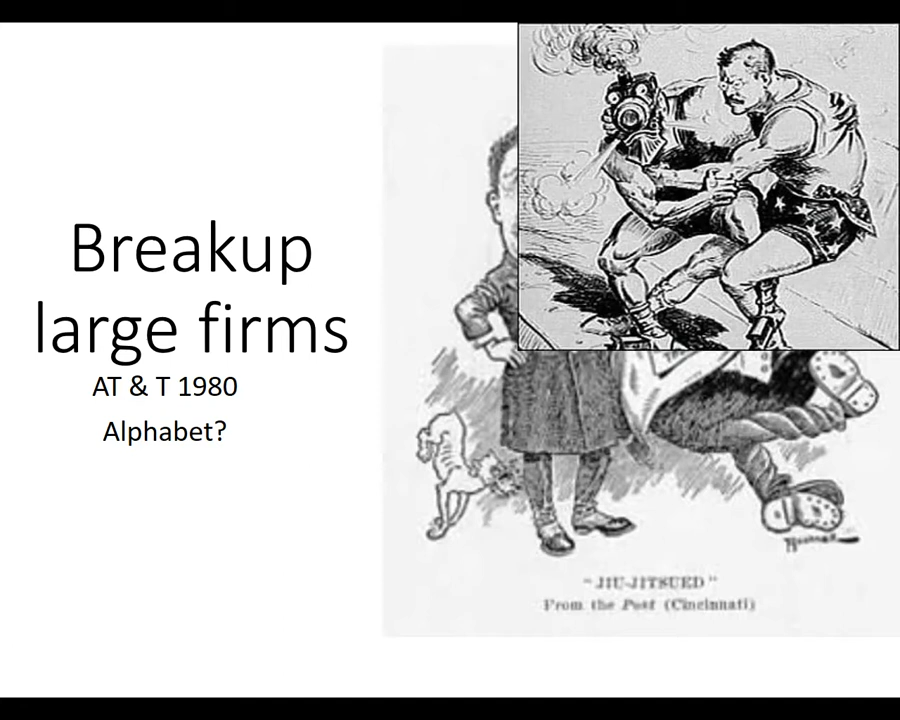 Breakup
large firms
AT & T 1980
Alphabet?
"JIU-JITSUED"
From the Post (Cincinnati)